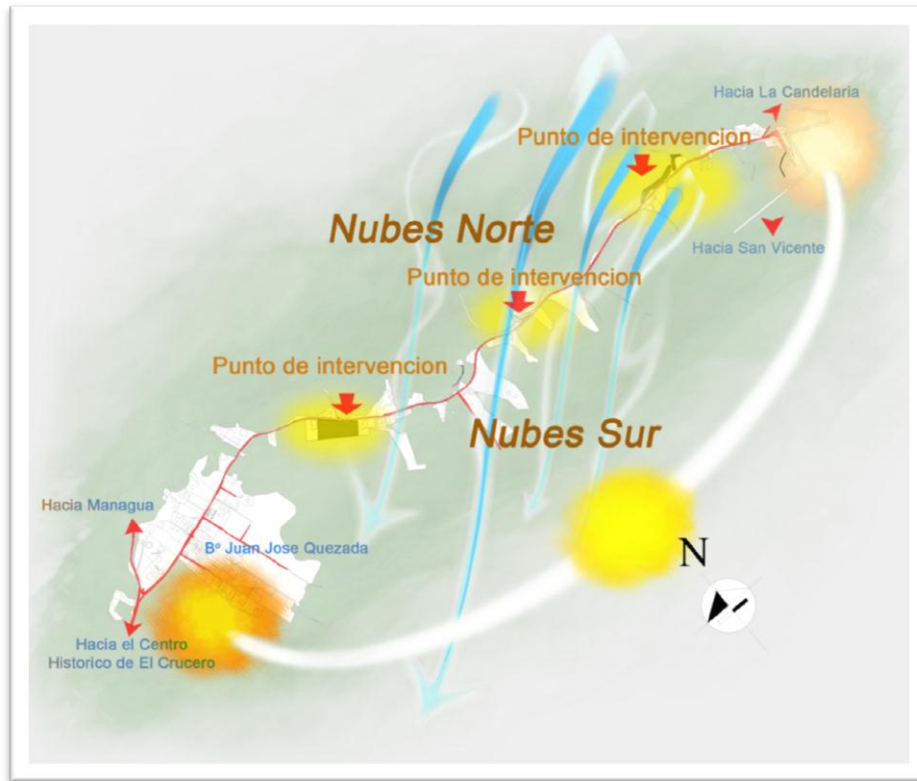 Hacia La Candelaria
Punto de intervencion
Nubes Norte
Hacia San Vicente
Punto de intervencion
Punto de intervencion
Nubes Sur
Hacia Managua
Bº Juan Jose Quezada
N
Hacia el Centro
Historico de El Crucero